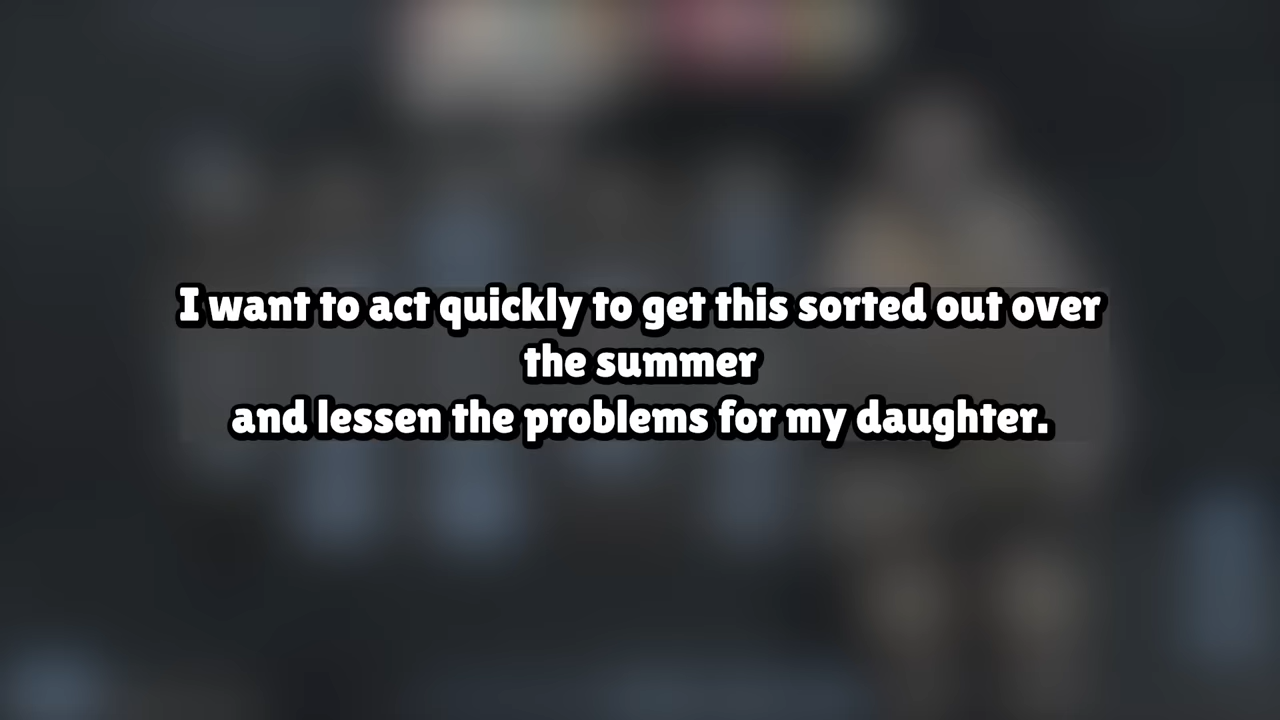 I want to act quickly to get this sorted out over
the summer
and lessen the problems for my daughter.